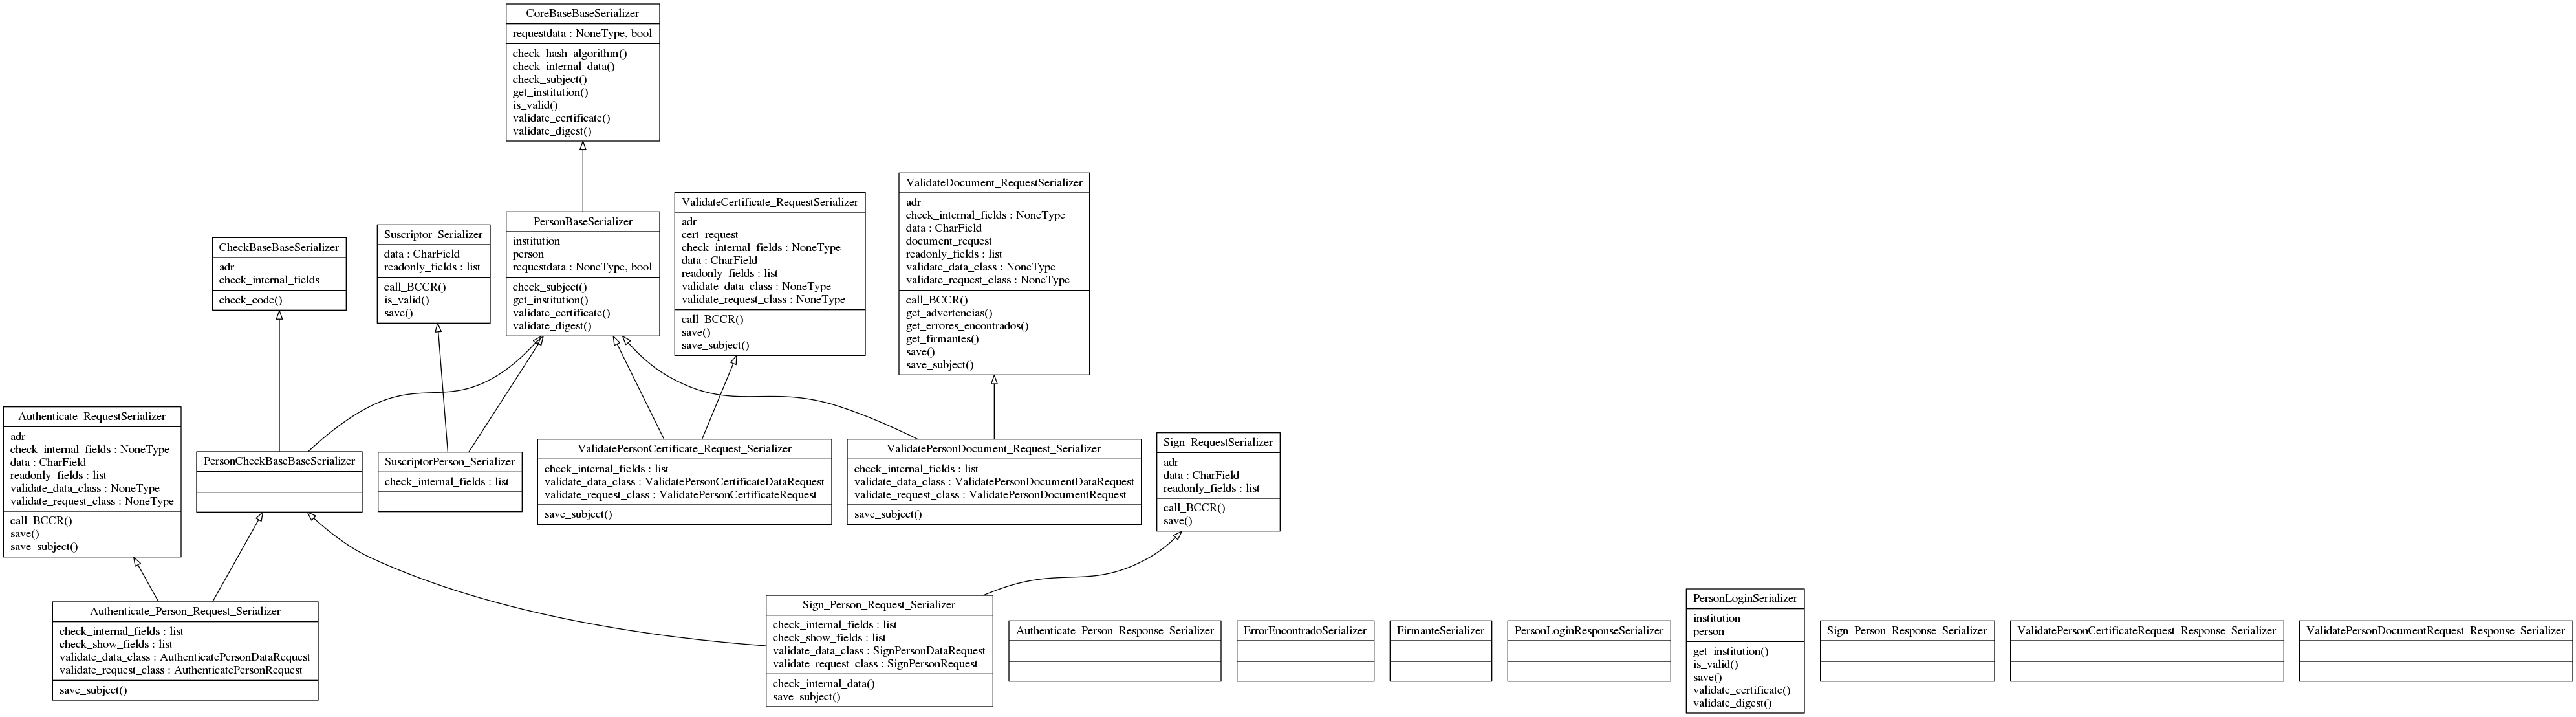 CoreBaseBaseSerializer
requestdata : NoneType, bool
check_hash_algorithm()
check_internal_data()
check_subject()
get_institution()
is_valid()
validate_certificate()
validate_digest()
CheckBaseBaseSerializer
adr
check_internal_fields
check_code()
Suscriptor_Serializer
data : CharField
readonly_fields : list
call_BCCR()
is_valid()
save()
PersonBaseSerializer
institution
person
requestdata : NoneType, bool
check_subject()
get_institution()
validate_certificate()
validate_digest()
ValidateCertificate_RequestSerializer
adr
cert_request
check_internal_fields : NoneType
data : CharField
readonly_fields : list
validate_data_class : NoneType
validate_request_class : NoneType
call_BCCR()
save()
save_subject()
ValidateDocument_RequestSerializer
adr
check_internal_fields : NoneType
data : CharField
document_request
readonly_fields : list
validate_data_class : NoneType
validate_request_class : NoneType
call_BCCR()
get_advertencias()
get_errores_encontrados()
get_firmantes()
save()
save_subject()
Authenticate_RequestSerializer
adr
check_internal_fields : NoneType
data : CharField
readonly_fields : list
validate_data_class : NoneType
validate_request_class : NoneType
call_BCCR()
save()
save_subject()
PersonCheckBaseBaseSerializer
SuscriptorPerson_Serializer
check_internal_fields : list
ValidatePersonCertificate_Request_Serializer
check_internal_fields : list
validate_data_class : ValidatePersonCertificateDataRequest
validate_request_class : ValidatePersonCertificateRequest
save_subject()
ValidatePersonDocument_Request_Serializer
check_internal_fields : list
validate_data_class : ValidatePersonDocumentDataRequest
validate_request_class : ValidatePersonDocumentRequest
save_subject()
Sign_RequestSerializer
adr
data : CharField
readonly_fields : list
call_BCCR()
save()
Authenticate_Person_Request_Serializer
check_internal_fields : list
check_show_fields : list
validate_data_class : AuthenticatePersonDataRequest
validate_request_class : AuthenticatePersonRequest
save_subject()
Sign_Person_Request_Serializer
check_internal_fields : list
check_show_fields : list
validate_data_class : SignPersonDataRequest
validate_request_class : SignPersonRequest
check_internal_data()
save_subject()
Authenticate_Person_Response_Serializer
ErrorEncontradoSerializer
FirmanteSerializer
PersonLoginResponseSerializer
PersonLoginSerializer
institution
person
get_institution()
is_valid()
save()
validate_certificate()
validate_digest()
Sign_Person_Response_Serializer
ValidatePersonCertificateRequest_Response_Serializer
ValidatePersonDocumentRequest_Response_Serializer